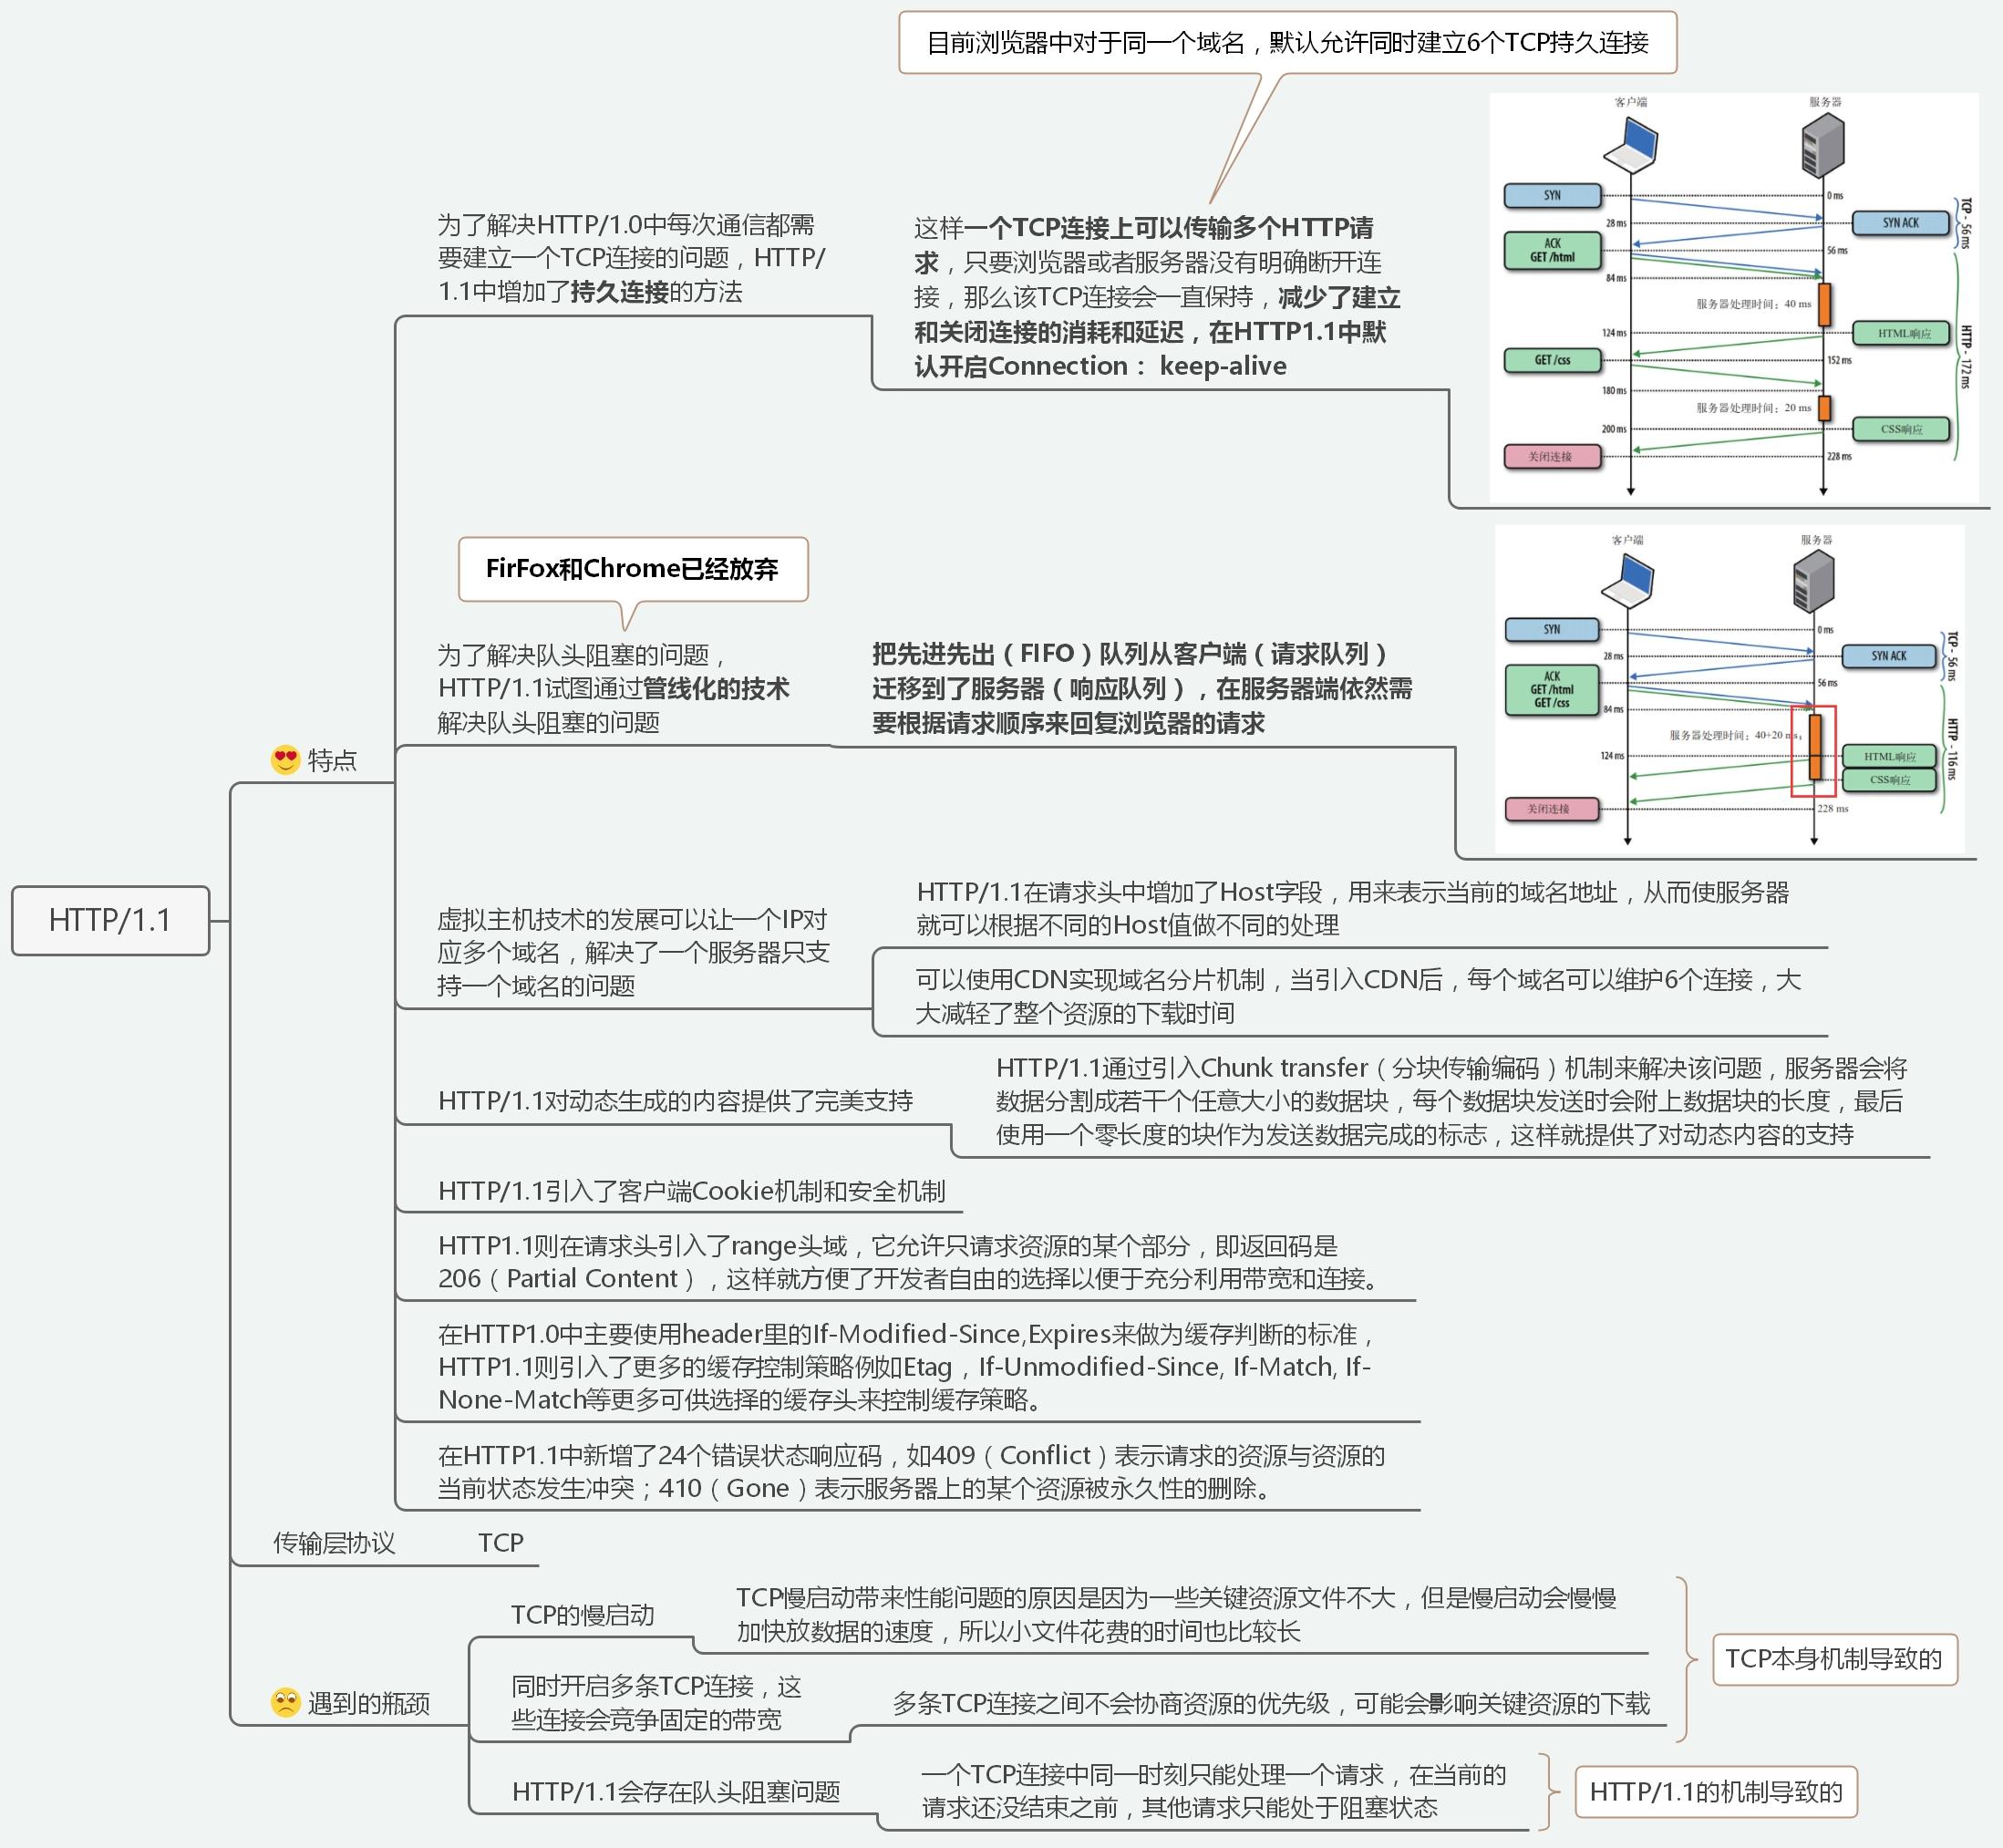 目前浏览器中对于同一个域名，默认允许同时建立6个TCP持久连接
为了解决HTTP/1.0中每次通信都需
要建立一个TCP连接的问题，HTTP/
1.1中增加了持久连接的方法
这样一个TCP连接上可以传输多个HTTP请
求，只要浏览器或者服务器没有明确断开连
接，那么该TCP连接会一直保持，减少了建立
和关闭连接的消耗和延迟，在HTTP1.1中默
认开启Connection： keep-alive
客户端
服务器
SYN
0 ms
28 ms
SYN ACK
TCP - 56 ms
ACK
GET /html
56 ms
84 ms
服务器处理时间：40 ms
124 ms
HTML响应
HTTP - 172 ms
GET /css
152 ms
180 ms
服务器处理时间：20 ms
200 ms
CSS响应
关闭连接
228 ms
FirFox和Chrome已经放弃
为了解决队头阻塞的问题，
HTTP/1.1试图通过管线化的技术
解决队头阻塞的问题
把先进先出（FIFO）队列从客户端（请求队列）
迁移到了服务器（响应队列），在服务器端依然需
要根据请求顺序来回复浏览器的请求
客户端
服务器
SYN
0 ms
28 ms
SYN ACK
TCP - 56 ms
ACK
GET /html
GET /css
56 ms
84 ms
服务器处理时间：40+20 ms；
124 ms
HTML响应
CSS响应
HTTP - 116 ms
关闭连接
228 ms
特点
HTTP/1.1
虚拟主机技术的发展可以让一个IP对
应多个域名，解决了一个服务器只支
持一个域名的问题
HTTP/1.1在请求头中增加了Host字段，用来表示当前的域名地址，从而使服务器
就可以根据不同的Host值做不同的处理
可以使用CDN实现域名分片机制，当引入CDN后，每个域名可以维护6个连接，大
大减轻了整个资源的下载时间
HTTP/1.1对动态生成的内容提供了完美支持
HTTP/1.1通过引入Chunk transfer（分块传输编码）机制来解决该问题，服务器会将
数据分割成若干个任意大小的数据块，每个数据块发送时会附上数据块的长度，最后
使用一个零长度的块作为发送数据完成的标志，这样就提供了对动态内容的支持
HTTP/1.1引入了客户端Cookie机制和安全机制
HTTP1.1则在请求头引入了range头域，它允许只请求资源的某个部分，即返回码是
206（Partial Content），这样就方便了开发者自由的选择以便于充分利用带宽和连接。
在HTTP1.0中主要使用header里的If-Modified-Since,Expires来做为缓存判断的标准，
HTTP1.1则引入了更多的缓存控制策略例如Etag，If-Unmodified-Since, If-Match, If-
None-Match等更多可供选择的缓存头来控制缓存策略。
在HTTP1.1中新增了24个错误状态响应码，如409（Conflict）表示请求的资源与资源的
当前状态发生冲突；410（Gone）表示服务器上的某个资源被永久性的删除。
传输层协议
TCP
遇到的瓶颈
TCP的慢启动
TCP慢启动带来性能问题的原因是因为一些关键资源文件不大，但是慢启动会慢慢
加快放数据的速度，所以小文件花费的时间也比较长
同时开启多条TCP连接，这
些连接会竞争固定的带宽
多条TCP连接之间不会协商资源的优先级，可能会影响关键资源的下载
TCP本身机制导致的
HTTP/1.1会存在队头阻塞问题
一个TCP连接中同一时刻只能处理一个请求，在当前的
请求还没结束之前，其他请求只能处于阻塞状态
HTTP/1.1的机制导致的